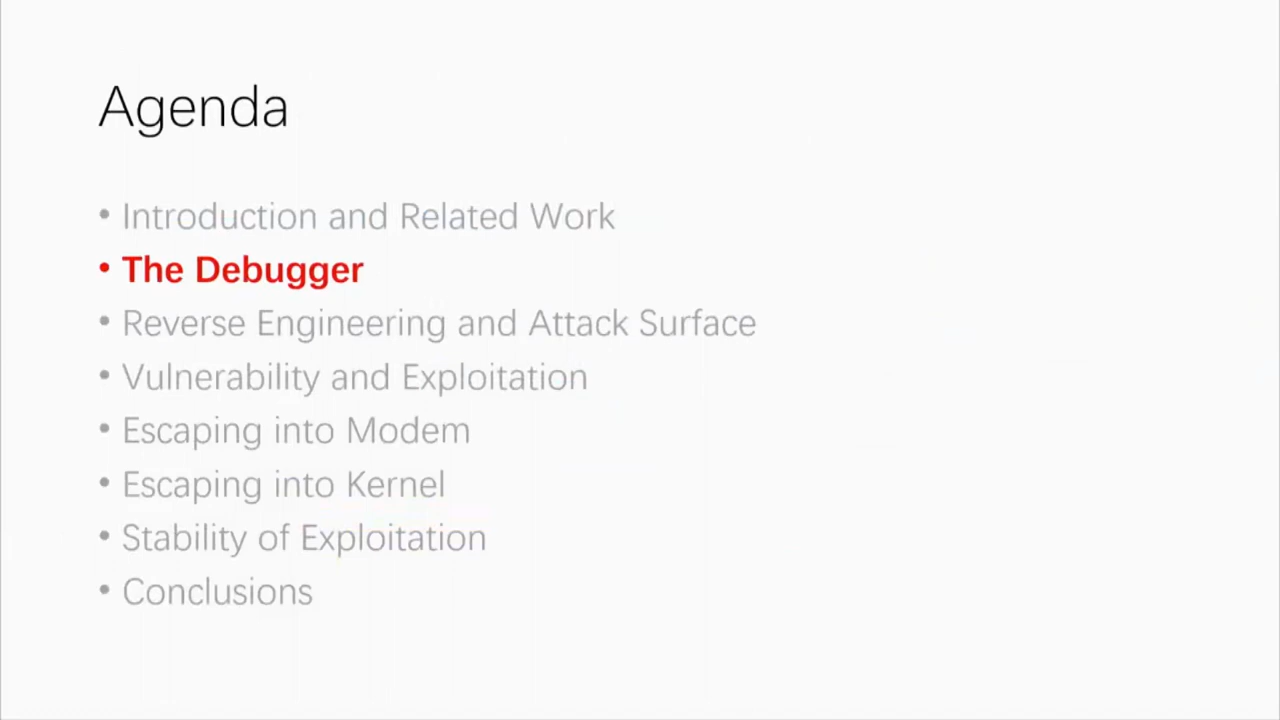 Agenda
• Introduction and Related Work
• The Debugger
• Reverse Engineering and Attack Surface
• Vulnerability and Exploitation
• Escaping into Modem
• Escaping into Kernel
• Stability of Exploitation
• Conclusions